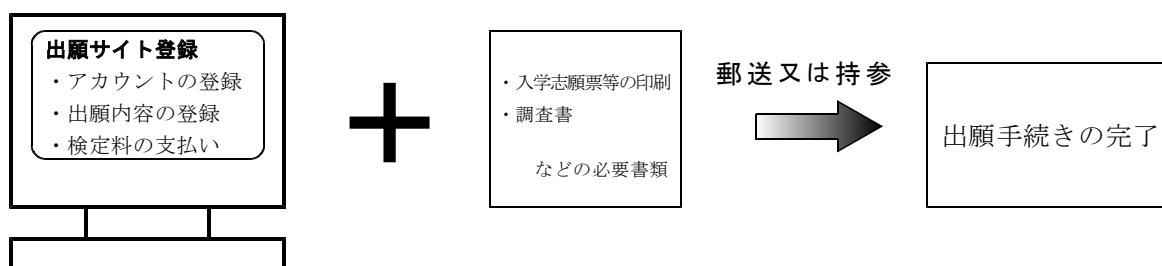 出願サイト登録
・アカウントの登録
・出願内容の登録
・検定料の支払い
・入学志願票等の印刷
・調査書
などの必要書類
郵送又は持参
出願手続きの完了